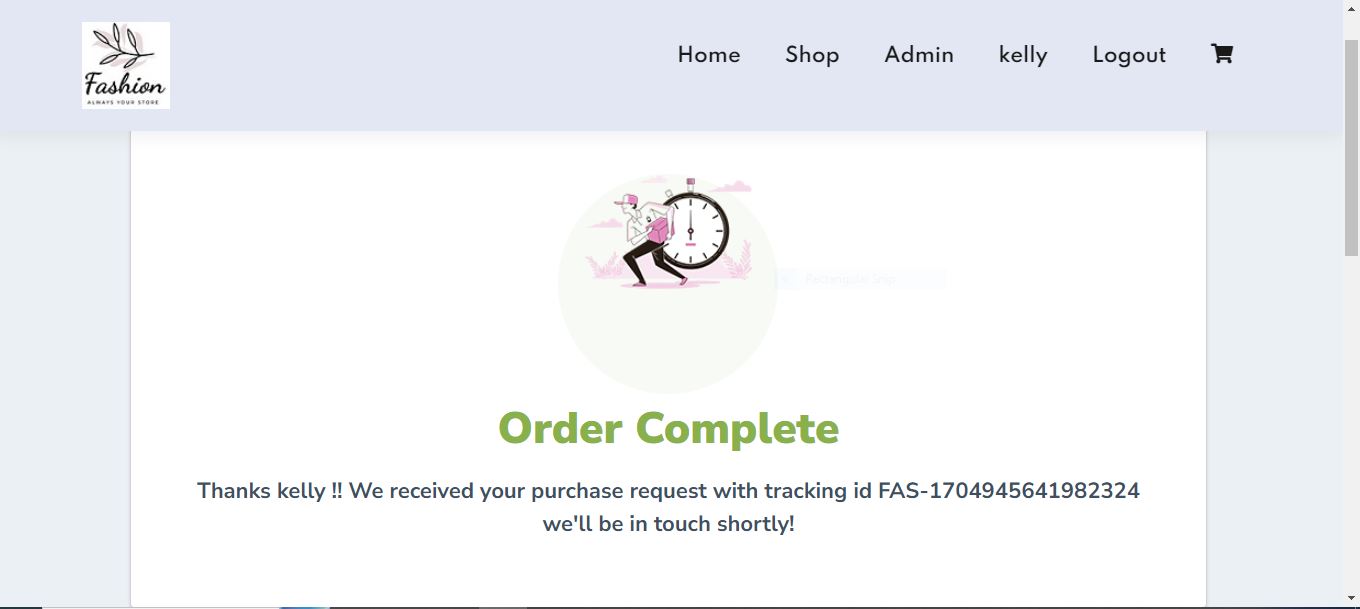 Fashion
ALWAYS YOUR STORE
Home Shop Admin kelly Logout
Rectangular Snip
Order Complete
Thanks kelly !! We received your purchase request with tracking id FAS-1704945641982324
we'll be in touch shortly!